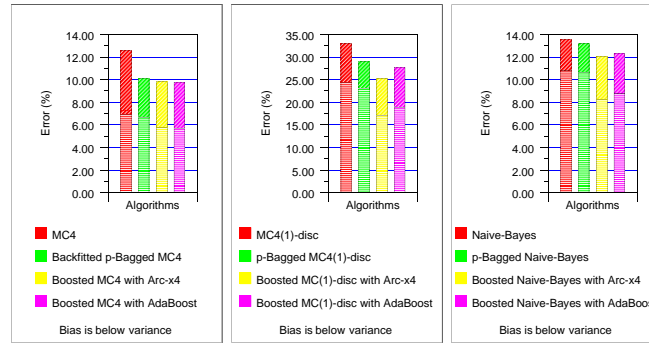 14.00
12.00
10.00
8.00
6.00
4.00
2.00
0.00
Error (%)
Algorithms
MC4
Backfitted p-Bagged MC4
Boosted MC4 with Arc-x4
Boosted MC4 with AdaBoost
Bias is below variance
35.00
30.00
25.00
20.00
15.00
10.00
5.00
0.00
Error (%)
Algorithms
MC4(1)-disc
p-Bagged MC4(1)-disc
Boosted MC(1)-disc with Arc-x4
Boosted MC(1)-disc with AdaBoost
Bias is below variance
14.00
12.00
10.00
8.00
6.00
4.00
2.00
0.00
Error (%)
Algorithms
Naive-Bayes
p-Bagged Naive-Bayes
Boosted Naive-Bayes with Arc-x4
Boosted Naive-Bayes with AdaBoost
Bias is below variance